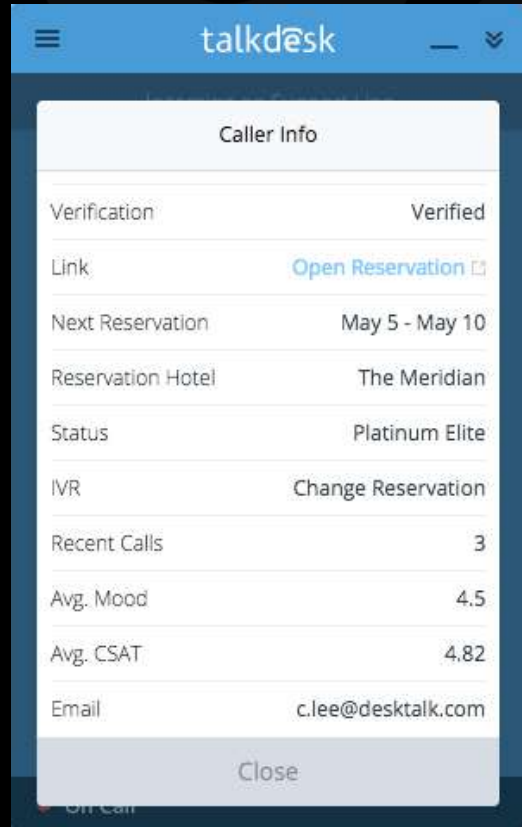 talkdesk
Caller Info
Verification Verified
Link Open Reservation
Next Reservation May 5 - May 10
Reservation Hotel The Meridian
Status Platinum Elite
IVR Change Reservation
Recent Calls 3
Avg. Mood 4.5
Avg. CSAT 4.82
Email c.lee@desktalk.com
Close
On Call